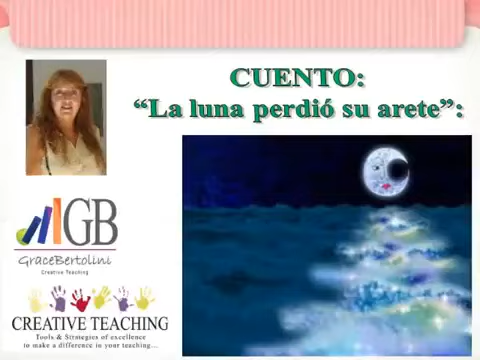 CUENTO:
“La luna perdió su arete”:
GB
GraceBertolini
Creative Teaching
CREATIVE TEACHING
Tools & Strategies of excellence
to make a difference in your teaching...